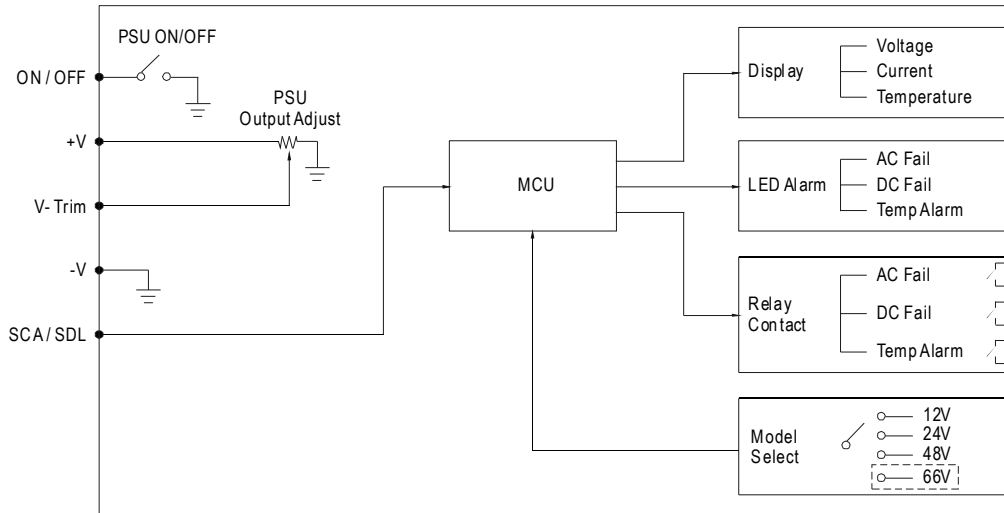 PSU ON/OFF
ON / OFF
PSU
Output Adjust
+V
V- Trim
-V
SCA / SDL
MCU
Display
Voltage
Current
Temperature
LED Alarm
AC Fail
DC Fail
Temp Alarm
Relay
Contact
AC Fail
DC Fail
Temp Alarm
Model
Select
12V
24V
48V
66V